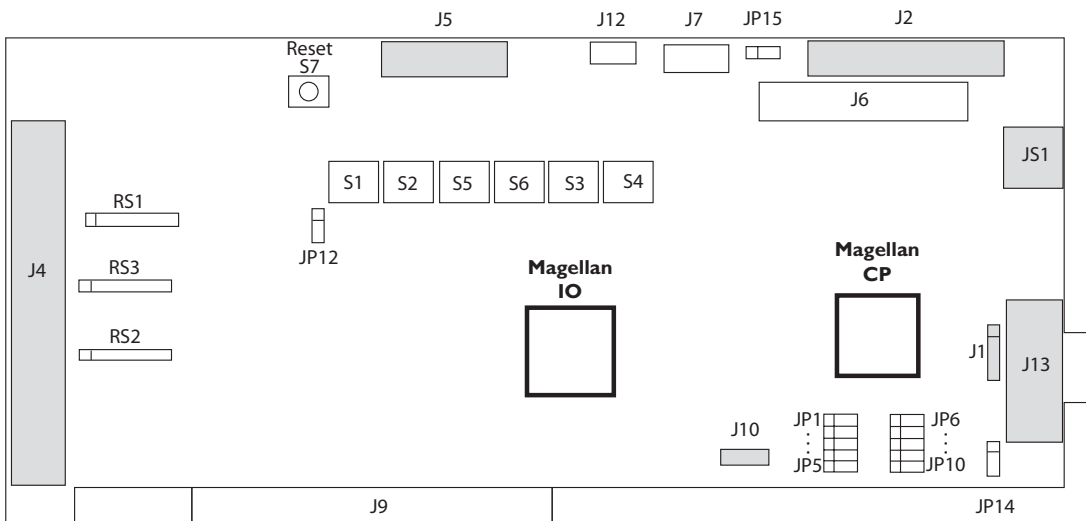 J5
J12
J7
JP15
J2
Reset
S7
J6
JS1
S1
S2
S5
S6
S3
S4
RS1
JP12
J4
RS3
Magellan
IO
Magellan
CP
RS2
J1
J13
JP1
JP6
J10
JP5
JP10
J9
JP14